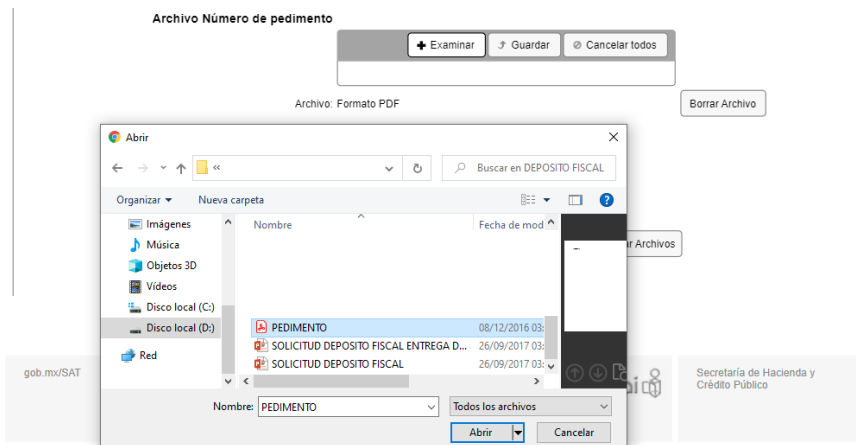 Archivo Número de pedimento
Examinar Guardar Cancelar todos
Archivo: Formato PDF Borrar Archivo
Abrir
« Buscar en DEPOSITO FISCAL
Organizar Nueva carpeta
Imágenes
Música
Objetos 3D
Vídeos
Disco local (C:)
Disco local (D:)
Red
Nombre Fecha de mod
PEDIMENTO 08/12/2016 03:
SOLICITUD DEPOSITO FISCAL ENTREGA D... 26/09/2017 03:
SOLICITUD DEPOSITO FISCAL 26/09/2017 03:
Archivos
gob.mx/SAT
Secretaría de Hacienda y
Crédito Público
Nombre: PEDIMENTO Todos los archivos
Abrir Cancelar